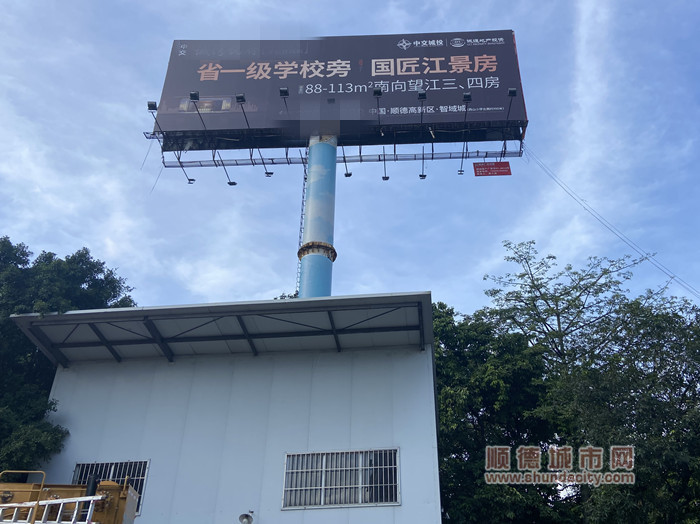 中交城投
省一级学校旁 国匠江景房
88-113m²南向望江三、四房
中国·顺德高新区·智城城
顺德城市网
www.shundecity.com